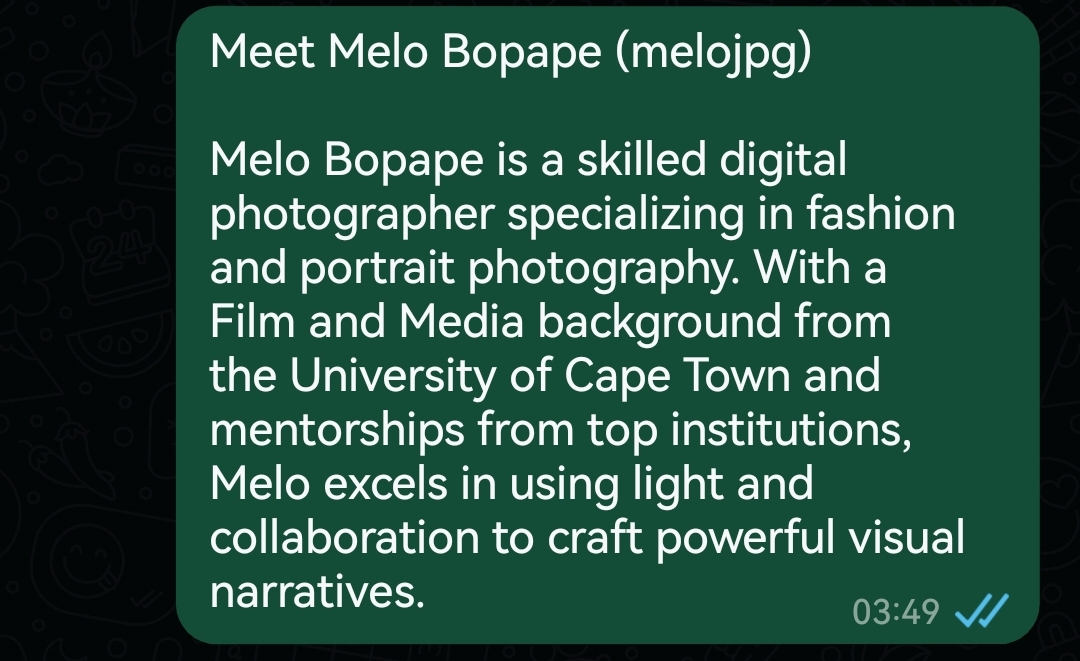 Meet Melo Bopape (melojpg)
Melo Bopape is a skilled digital
photographer specializing in fashion
and portrait photography. With a
Film and Media background from
the University of Cape Town and
mentorships from top institutions,
Melo excels in using light and
collaboration to craft powerful visual
narratives.
03:49